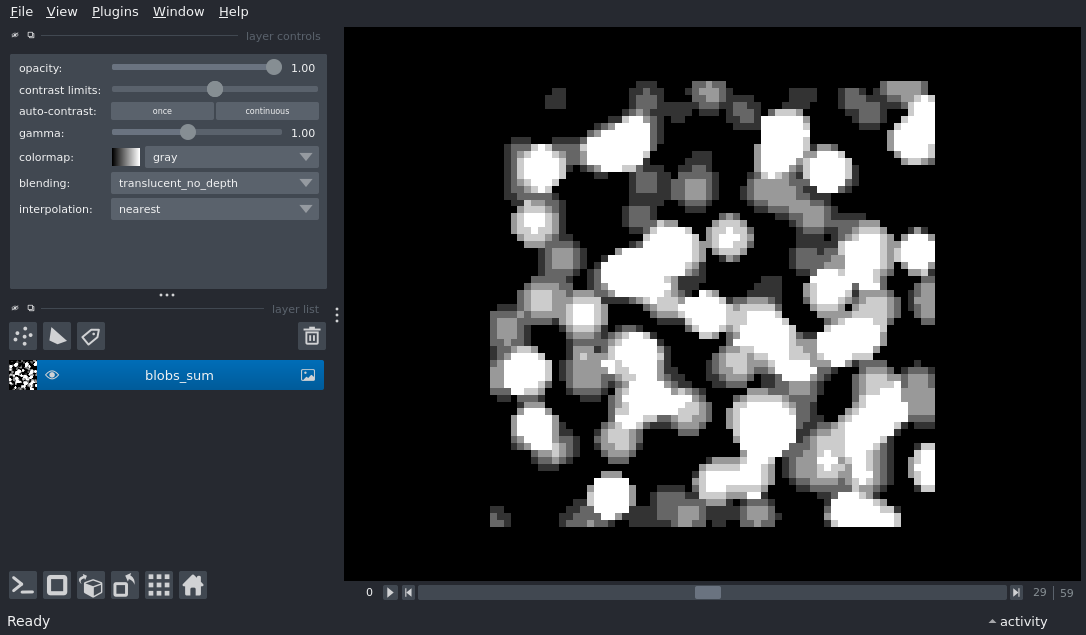 File View Plugins Window Help
layer controls
opacity: 1.00
contrast limits:
auto-contrast: once continuous
gamma: 1.00
colormap: gray
blending: translucent_no_depth
interpolation: nearest
layer list
blobs_sum
0 29 59
Ready activity